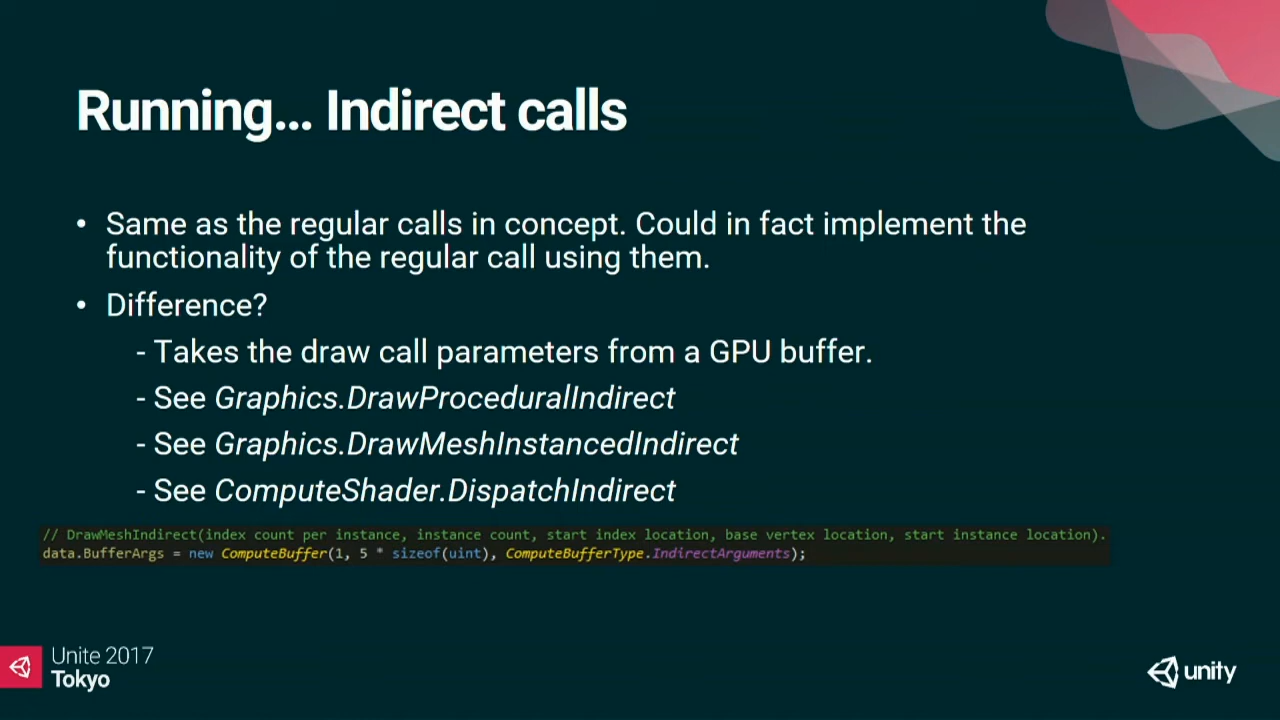 Running... Indirect calls
• Same as the regular calls in concept. Could in fact implement the
functionality of the regular call using them.
• Difference?
- Takes the draw call parameters from a GPU buffer.
- See Graphics.DrawProceduralIndirect
- See Graphics.DrawMeshInstancedIndirect
- See ComputeShader.DispatchIndirect
// DrawMeshIndirect(index count per instance, instance count, start index location, base vertex location, start instance location).
data.BufferArgs = new ComputeBuffer(1, 5 * sizeof(uint), ComputeBufferType.IndirectArguments);
Unite 2017
Tokyo
unity